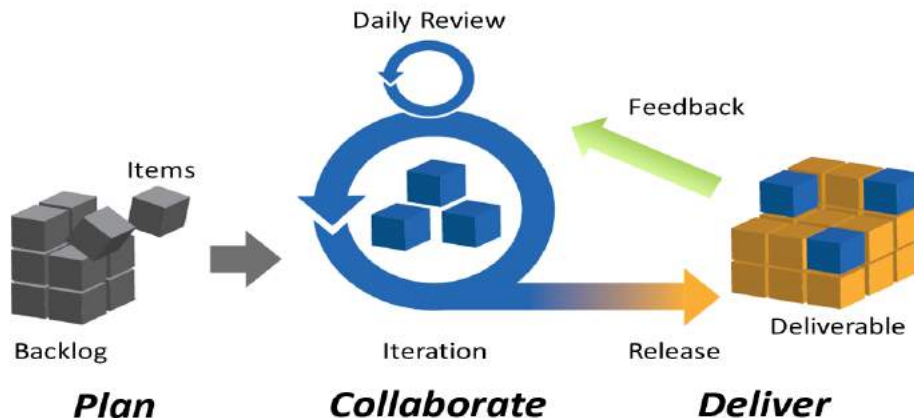 Daily Review
Feedback
Items
Backlog
Iteration
Release
Deliverable
Plan
Collaborate
Deliver